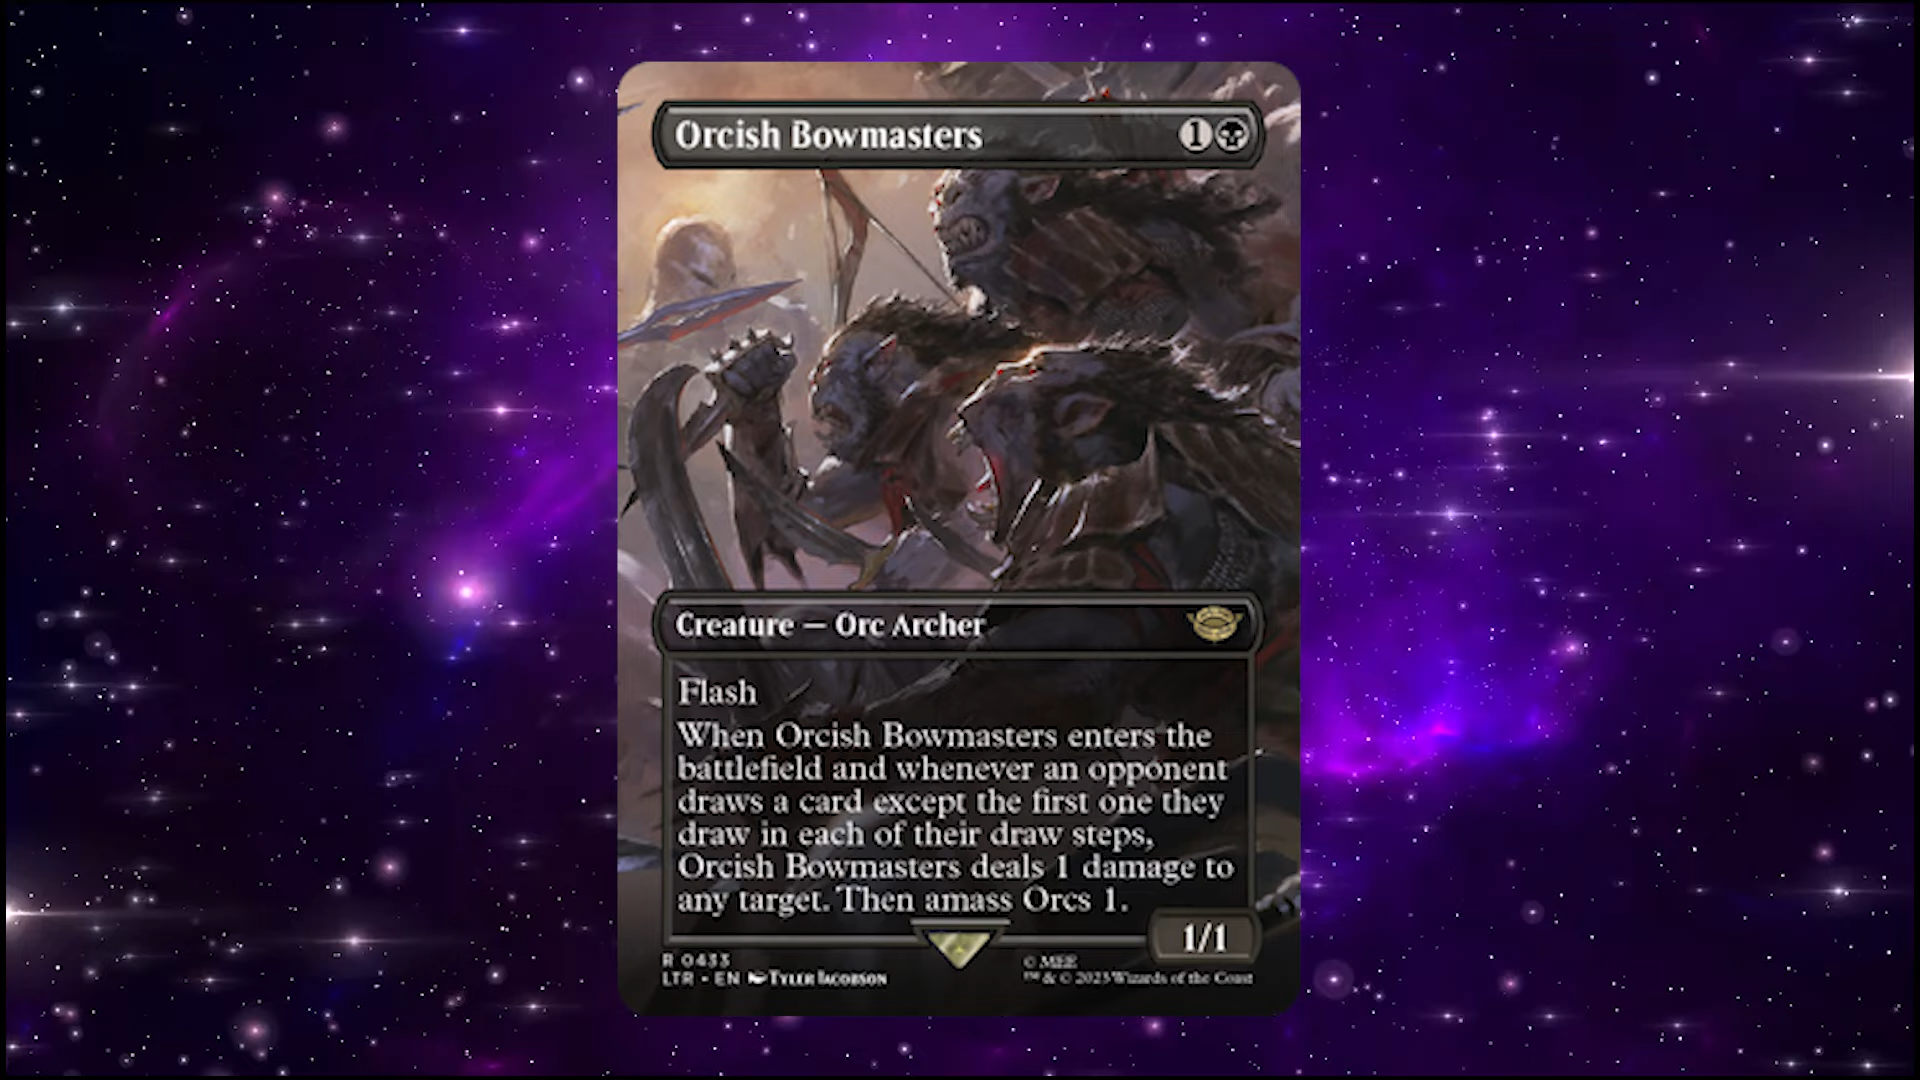 Orcish Bowmasters 1
Creature — Orc Archer
Flash
When Orcish Bowmasters enters the
battlefield and whenever an opponent
draws a card except the first one they
draw in each of their draw steps,
Orcish Bowmasters deals 1 damage to
any target. Then amass Orcs 1.
1/1
R 0433
LTR • EN Tyler Jacobson
© MEE
™ & © 2023 Wizards of the Coast